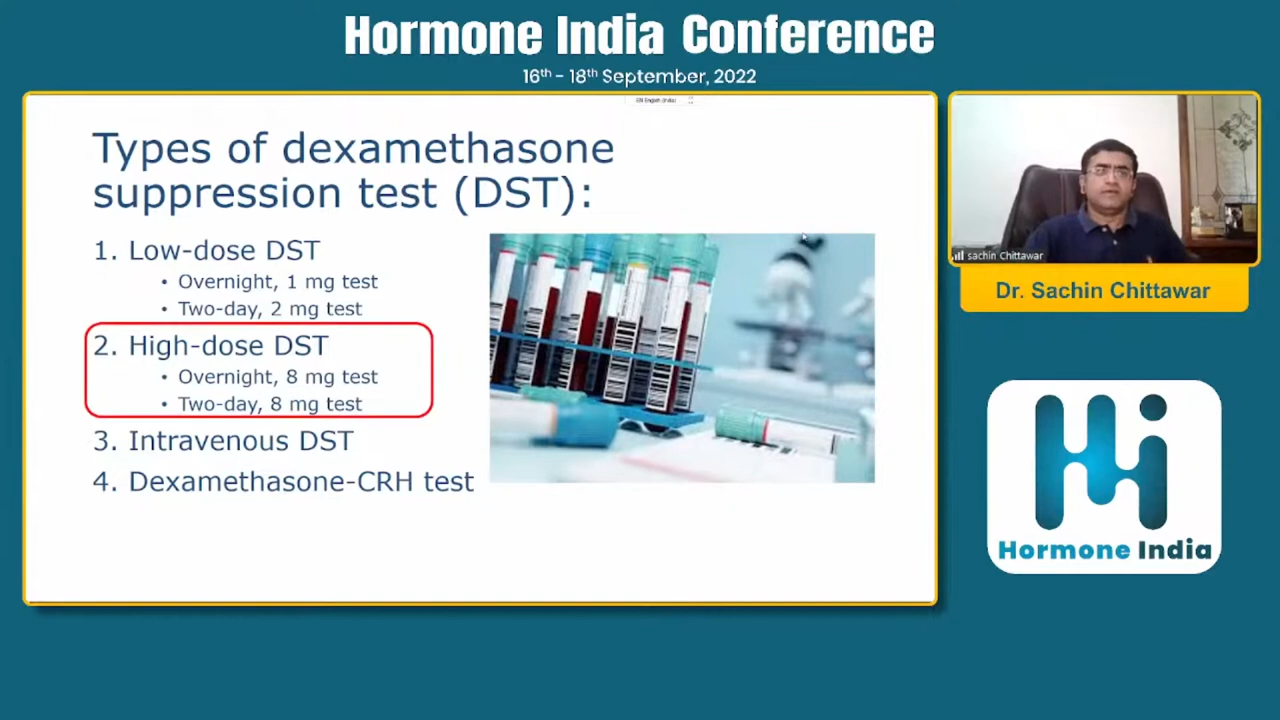 Hormone India Conference
16th - 18th September, 2022
Types of dexamethasone
suppression test (DST):
1. Low-dose DST
• Overnight, 1 mg test
• Two-day, 2 mg test
2. High-dose DST
• Overnight, 8 mg test
• Two-day, 8 mg test
3. Intravenous DST
4. Dexamethasone-CRH test
sachin Chittawar
Dr. Sachin Chittawar
Hi
Hormone India